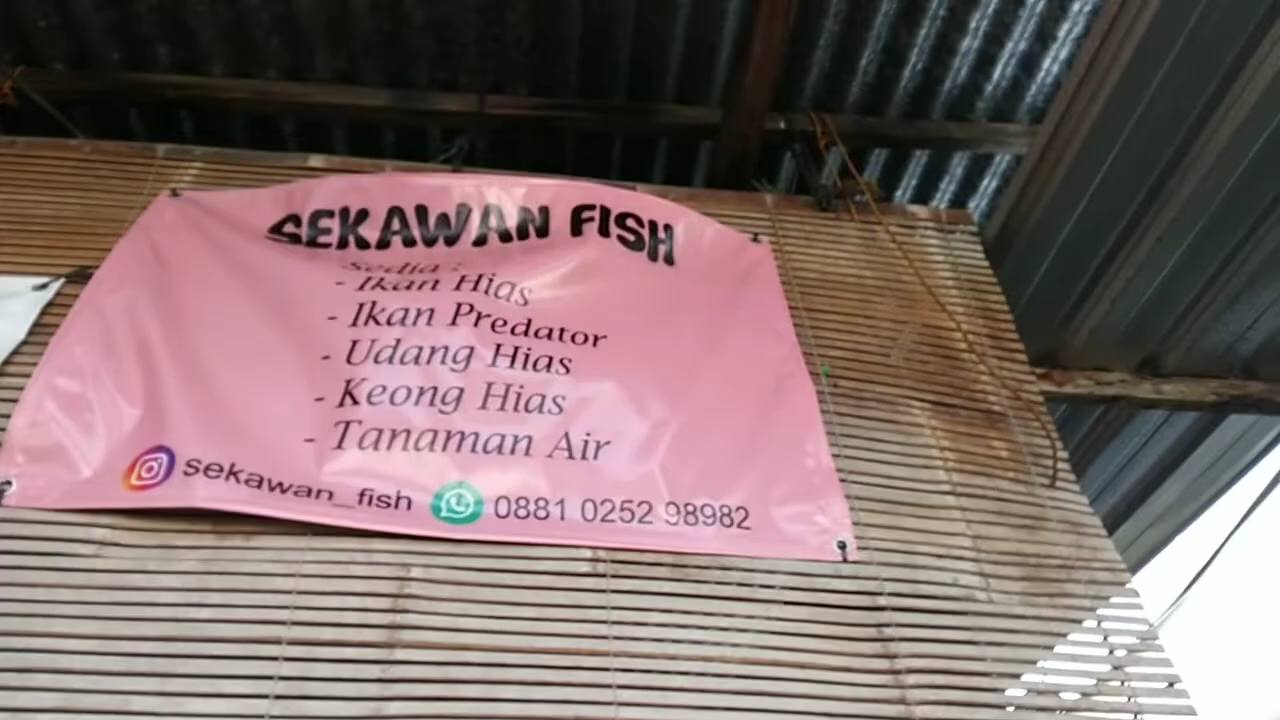 SEKAWAN FISH
Sedia :
- Ikan Hias
- Ikan Predator
- Udang Hias
- Keong Hias
- Tanaman Air
sekawan_fish 0881 0252 98982